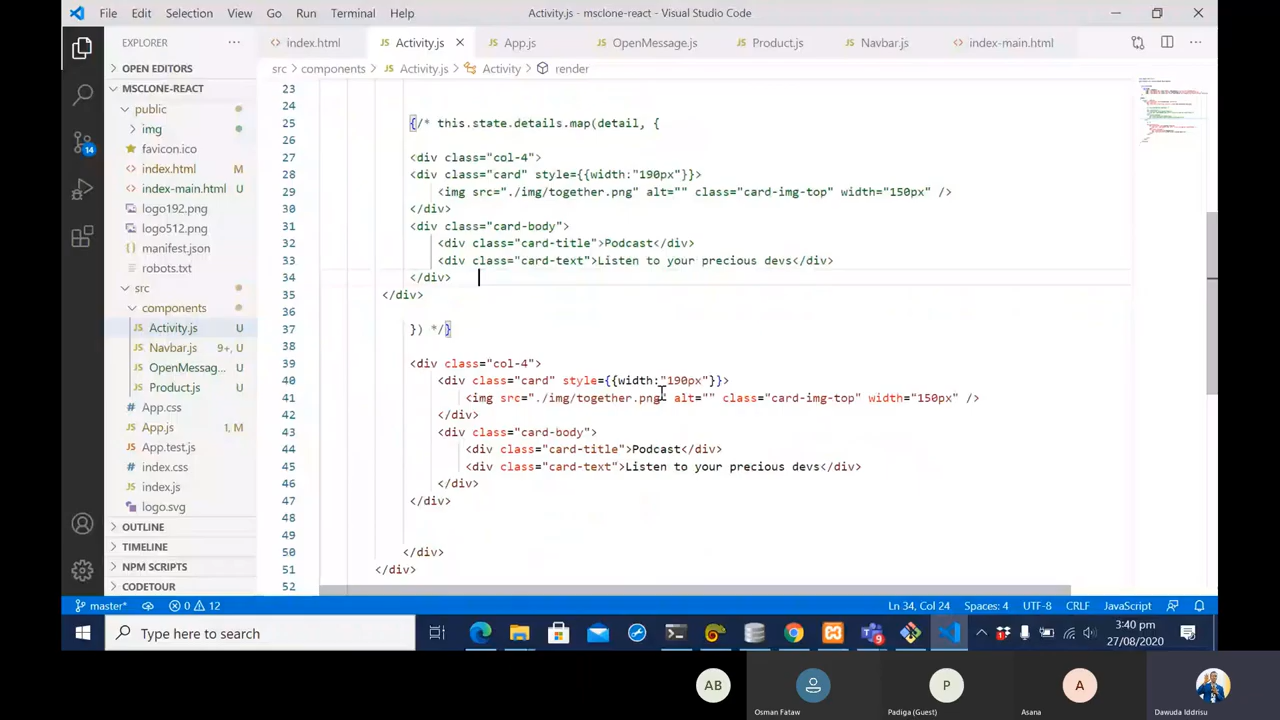 File Edit Selection View Go Run Terminal Help
Activity.js - msclone-react - Visual Studio Code
EXPLORER
index.html
Activity.js
App.js
OpenMessage.js
Product.js
Navbar.js
index-main.html
OPEN EDITORS
src > components > Activity.js > Activity > render
MSCLONE-REACT
public
img
favicon.ico
index.html M
index-main.html U
logo192.png
logo512.png
manifest.json
robots.txt
src
components
Activity.js U
Navbar.js 9+, U
OpenMessag... U
Product.js U
App.css
App.js 1, M
App.test.js
index.css
index.js
logo.svg
OUTLINE
TIMELINE
NPM SCRIPTS
CODETOUR
14
23
24
25 {/* this.state.details.map(detail, {
26
27 <div class="col-4">
28 <div class="card" style={{width:"190px"}}>
29 <img src="./img/together.png" alt="" class="card-img-top" width="150px" />
30 </div>
31 <div class="card-body">
32 <div class="card-title">Podcast</div>
33 <div class="card-text">Listen to your precious devs</div>
34 </div>
35 </div>
36
37 }) */}
38
39 <div class="col-4">
40 <div class="card" style={{width:"190px"}}>
41 <img src="./img/together.png" alt="" class="card-img-top" width="150px" />
42 </div>
43 <div class="card-body">
44 <div class="card-title">Podcast</div>
45 <div class="card-text">Listen to your precious devs</div>
46 </div>
47 </div>
48
49
50 </div>
51 </div>
52
master* 0 12
Ln 34, Col 24 Spaces: 4 UTF-8 CRLF JavaScript
Type here to search
3:40 pm
27/08/2020
AB
P
A
Osman Fataw
Padiga (Guest)
Asana
Dawuda Iddrisu